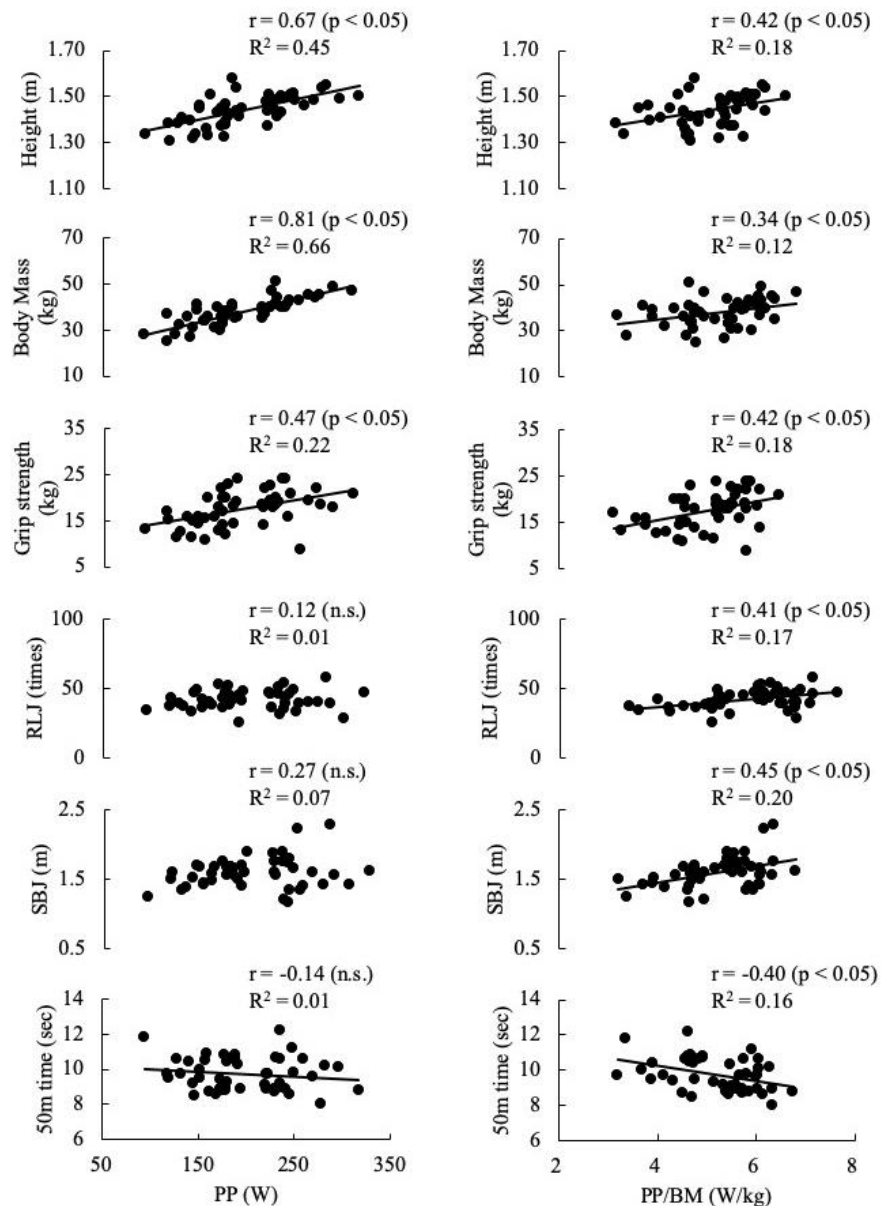 r = 0.67 (p < 0.05)
R² = 0.45
1.70
1.50
1.30
1.10
Height (m)
r = 0.42 (p < 0.05)
R² = 0.18
1.70
1.50
1.30
1.10
Height (m)
r = 0.81 (p < 0.05)
R² = 0.66
70
50
30
10
Body Mass
(kg)
r = 0.34 (p < 0.05)
R² = 0.12
70
50
30
10
Body Mass
(kg)
r = 0.47 (p < 0.05)
R² = 0.22
35
25
15
5
Grip strength
(kg)
r = 0.42 (p < 0.05)
R² = 0.18
35
25
15
5
Grip strength
(kg)
r = 0.12 (n.s.)
R² = 0.01
100
50
0
RLJ (times)
r = 0.41 (p < 0.05)
R² = 0.17
100
50
0
RLJ (times)
r = 0.27 (n.s.)
R² = 0.07
2.5
1.5
0.5
SBJ (m)
r = 0.45 (p < 0.05)
R² = 0.20
2.5
1.5
0.5
SBJ (m)
r = -0.14 (n.s.)
R² = 0.01
14
12
10
8
6
50m time (sec)
50 150 250 350
PP (W)
r = -0.40 (p < 0.05)
R² = 0.16
14
12
10
8
6
50m time (sec)
2 4 6 8
PP/BM (W/kg)